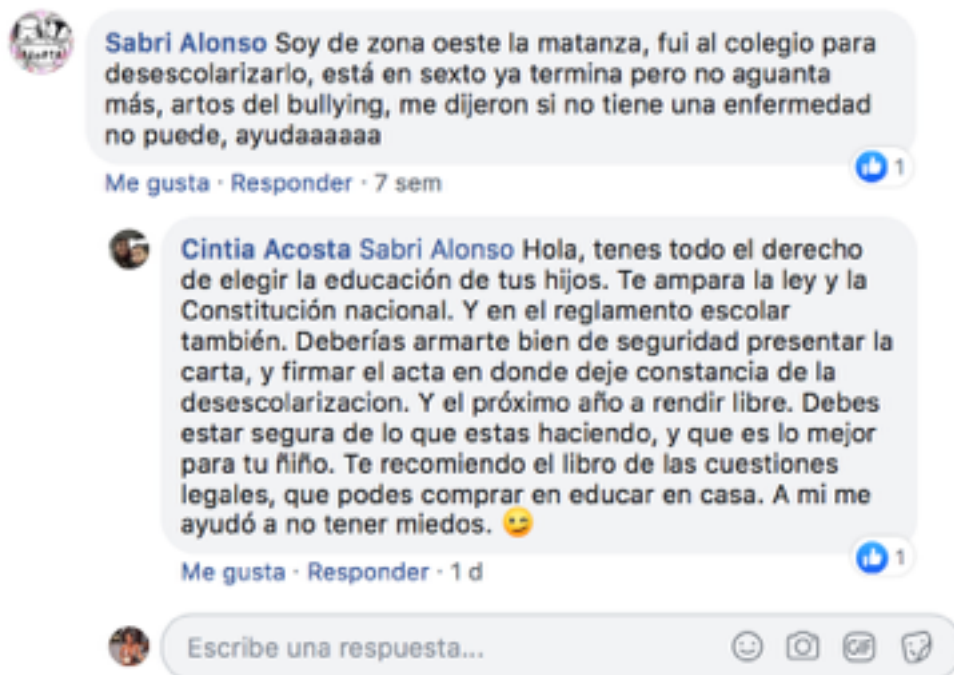 Sabri Alonso Soy de zona oeste la matanza, fui al colegio para
desescolarizarlo, está en sexto ya termina pero no aguanta
más, artos del bullying, me dijeron si no tiene una enfermedad
no puede, ayudaaaaaa
1
Me gusta · Responder · 7 sem
Cintia Acosta Sabri Alonso Hola, tenes todo el derecho
de elegir la educación de tus hijos. Te ampara la ley y la
Constitución nacional. Y en el reglamento escolar
también. Deberías armarte bien de seguridad presentar la
carta, y firmar el acta en donde deje constancia de la
desescolarizacion. Y el próximo año a rendir libre. Debes
estar segura de lo que estas haciendo, y que es lo mejor
para tu ñiño. Te recomiendo el libro de las cuestiones
legales, que podes comprar en educar en casa. A mi me
ayudó a no tener miedos. 😉
1
Me gusta · Responder · 1 d
Escribe una respuesta...
GIF